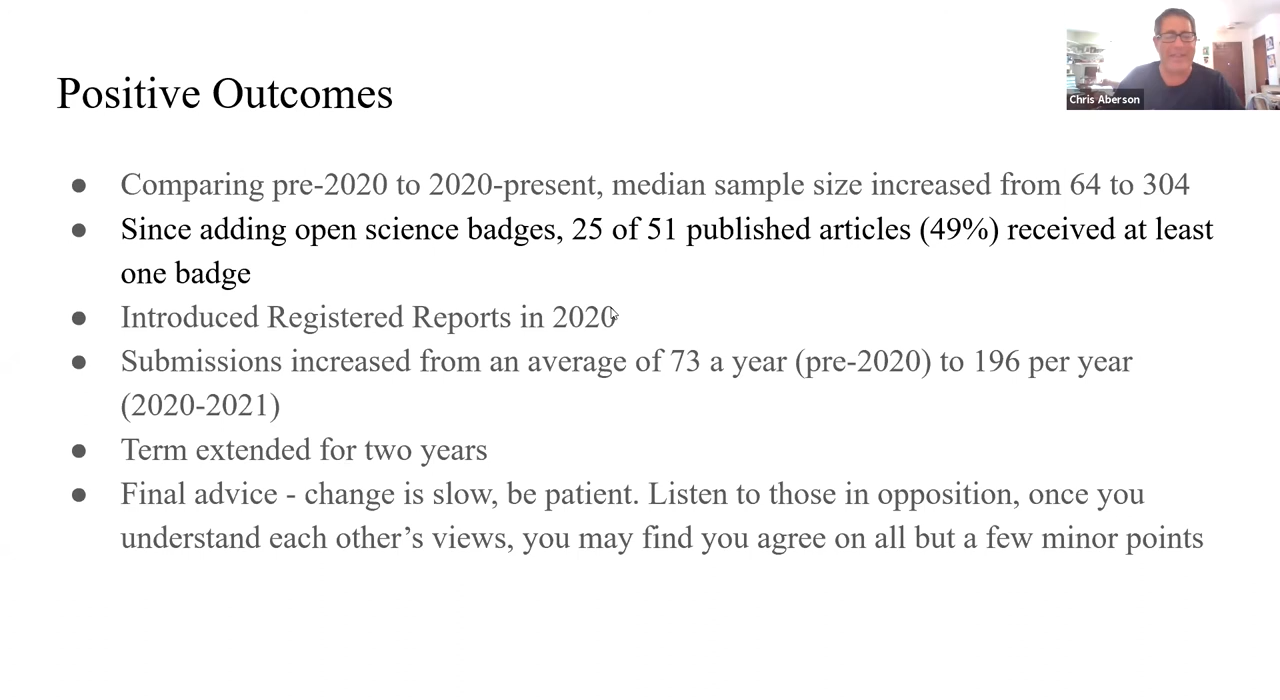 Chris Aberson
Positive Outcomes
● Comparing pre-2020 to 2020-present, median sample size increased from 64 to 304
● Since adding open science badges, 25 of 51 published articles (49%) received at least
one badge
● Introduced Registered Reports in 2020
● Submissions increased from an average of 73 a year (pre-2020) to 196 per year
(2020-2021)
● Term extended for two years
● Final advice - change is slow, be patient. Listen to those in opposition, once you
understand each other’s views, you may find you agree on all but a few minor points